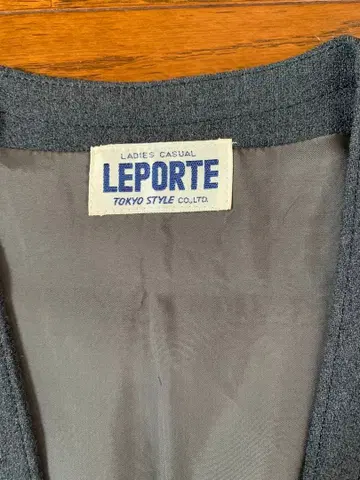 LADIES CASUAL
LEPORTE
TOKYO STYLE CO.,LTD.